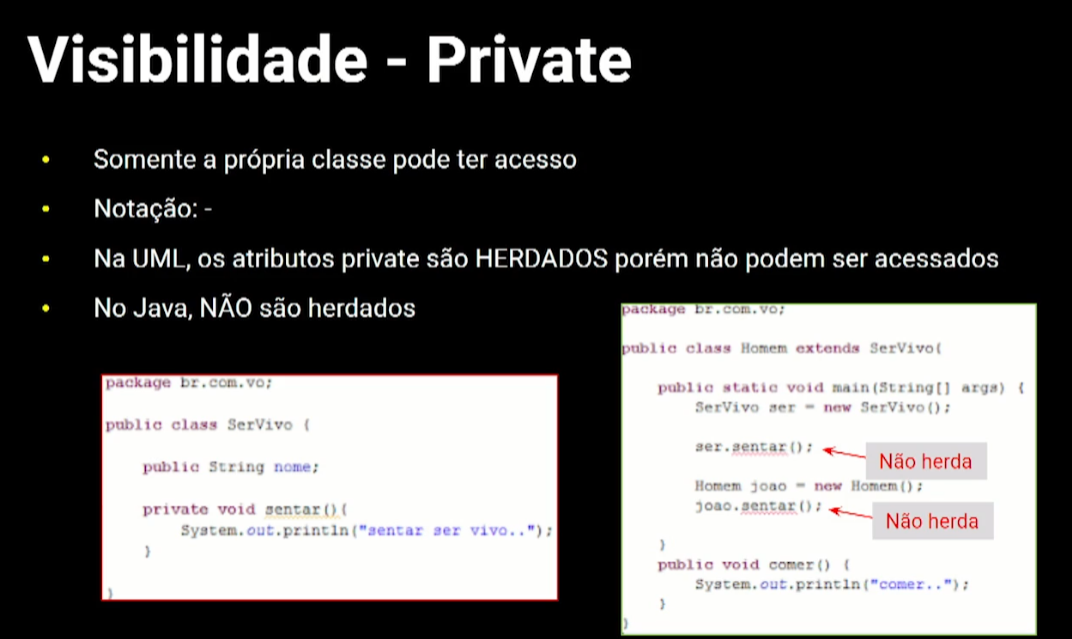 Visibilidade - Private
• Somente a própria classe pode ter acesso
• Notação: -
• Na UML, os atributos private são HERDADOS porém não podem ser acessados
• No Java, NÃO são herdados
package br.com.vo;
public class SerVivo {
public String nome;
private void sentar(){
System.out.println("sentar ser vivo..");
}
}
package br.com.vo;
public class Homem extends SerVivo{
public static void main(String[] args) {
SerVivo ser = new SerVivo();
ser.sentar();
Não herda
Homem joao = new Homem();
joao.sentar();
Não herda
}
public void comer() {
System.out.println("comer..");
}
}